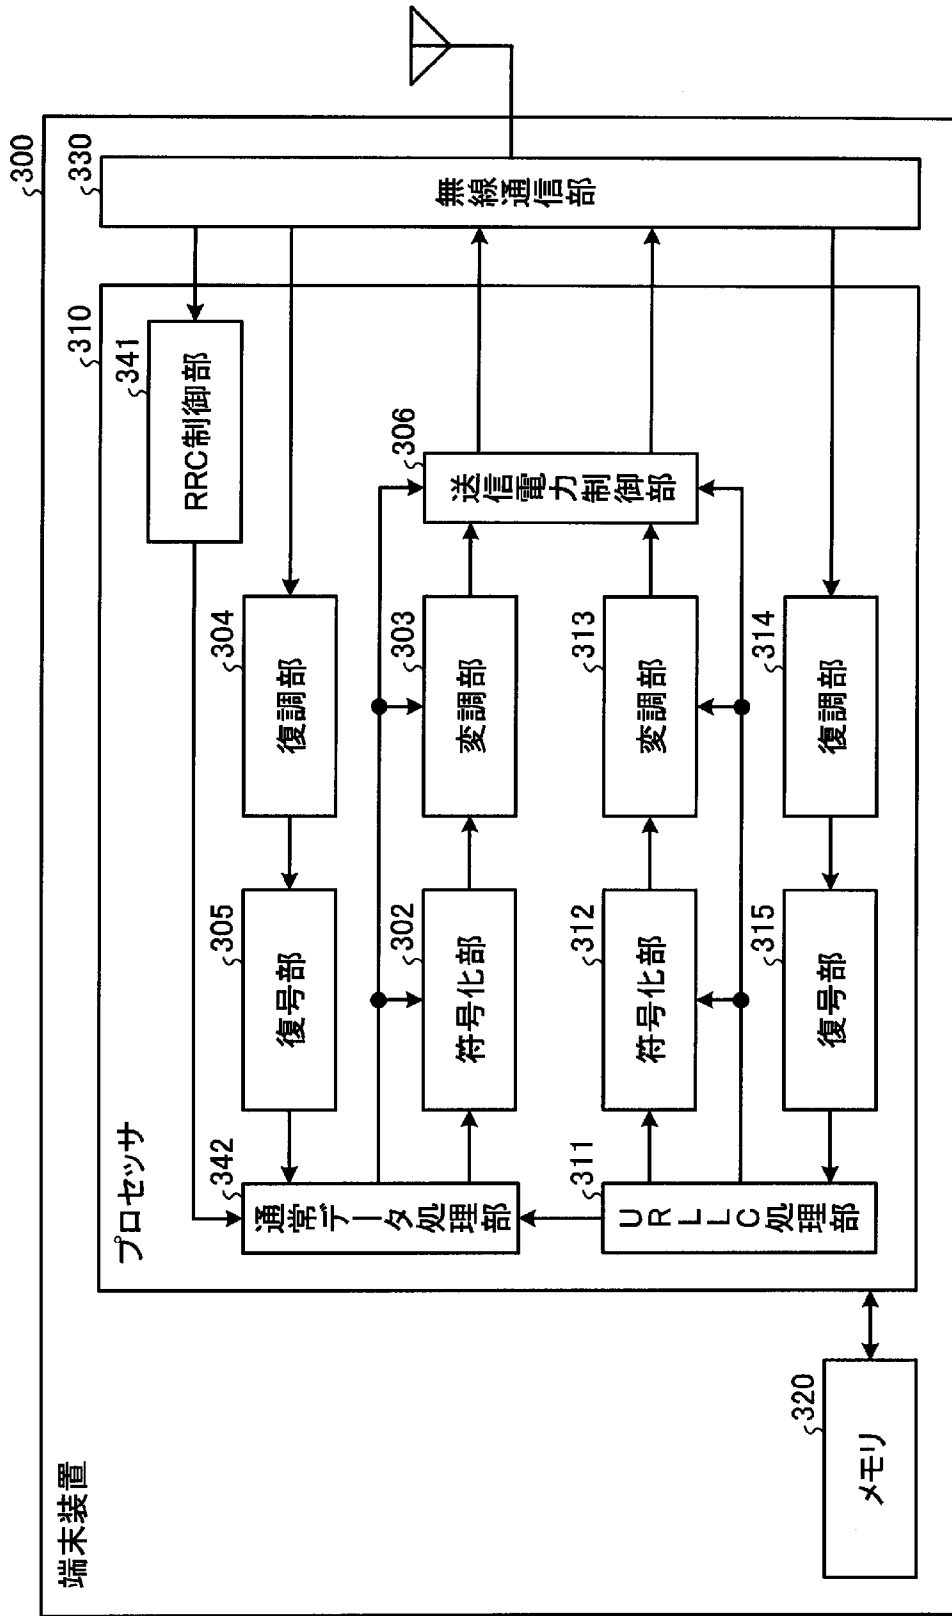 端末装置
300
330
無線通信部
プロセッサ
310
341
RRC制御部
342
通常データ処理部
305
復号部
304
復調部
302
符号化部
303
変調部
306
送信電力制御部
311
URLLC処理部
312
符号化部
313
変調部
315
復号部
314
復調部
320
メモリ